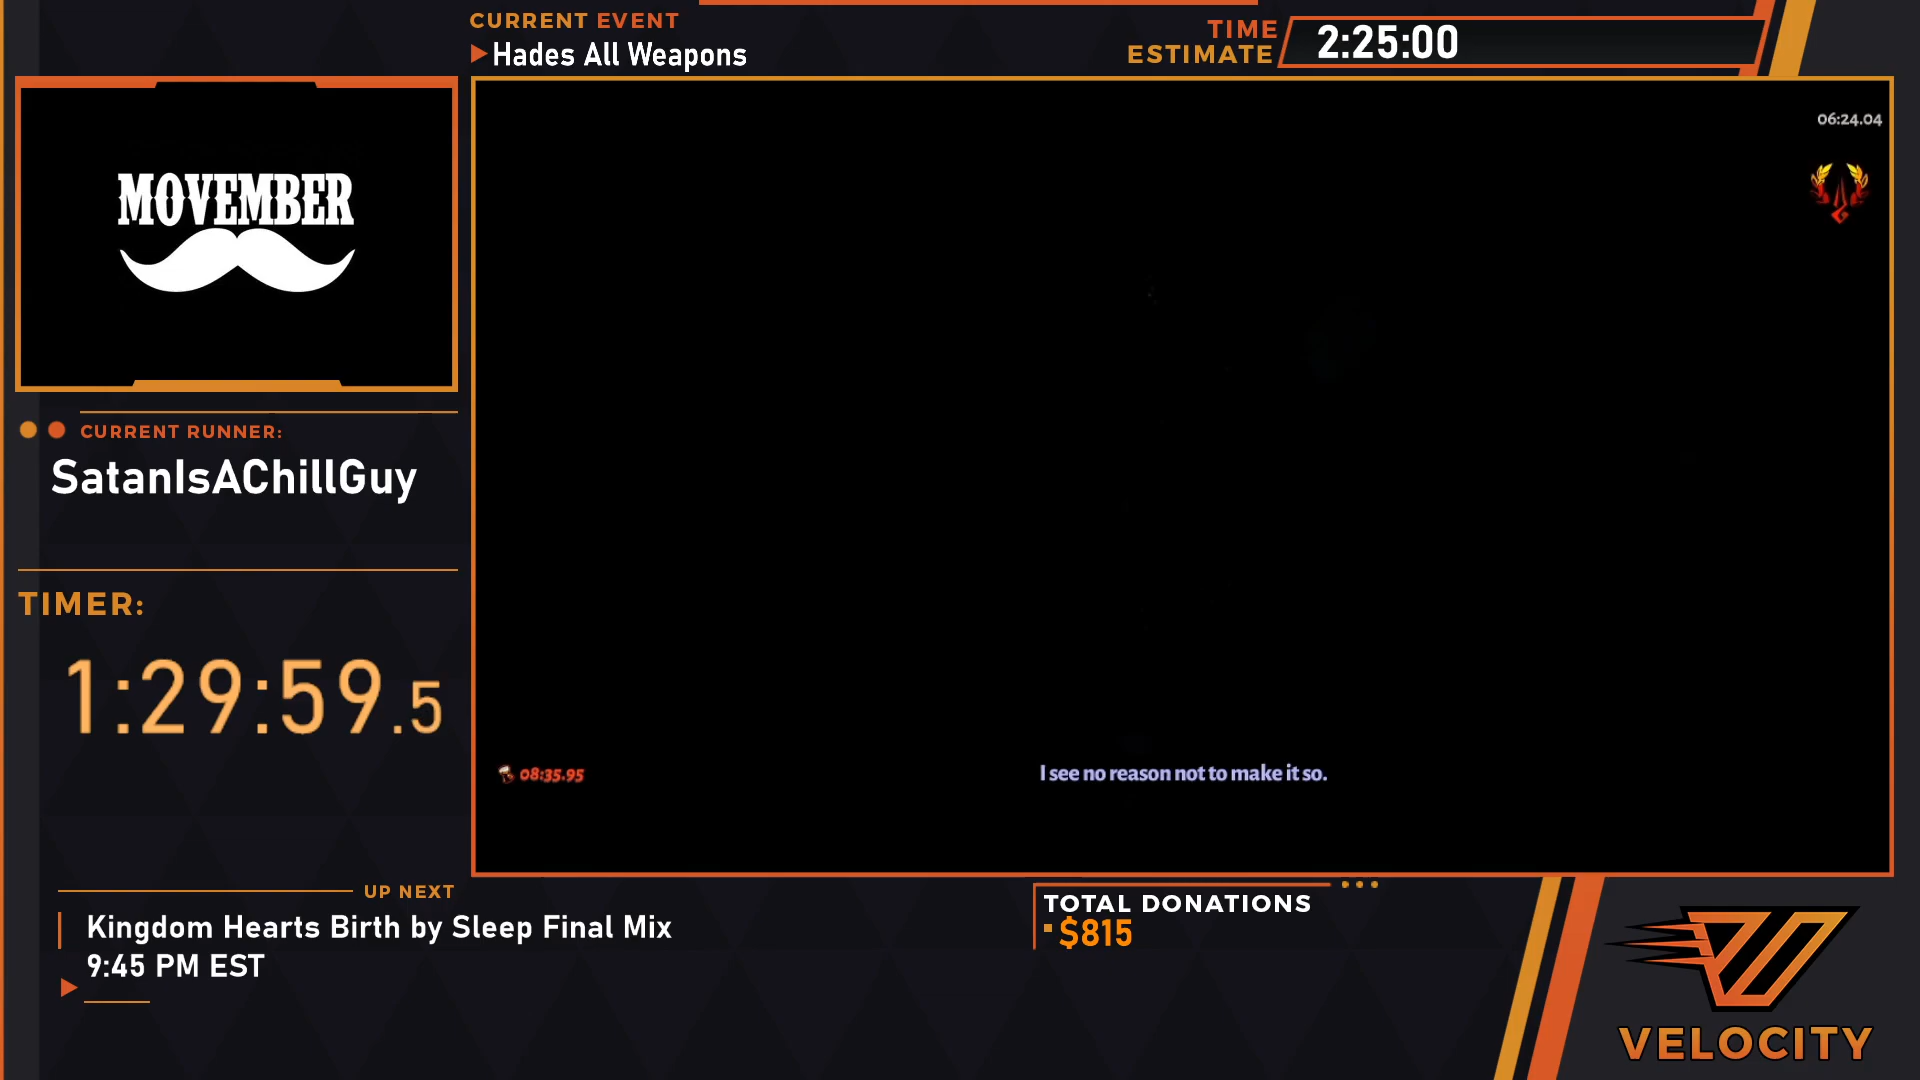 CURRENT EVENT
Hades All Weapons
TIME
ESTIMATE
2:25:00
MOVEMBER
06:24.04
CURRENT RUNNER:
SatanIsAChillGuy
TIMER:
1:29:59.5
08:35.95
I see no reason not to make it so.
UP NEXT
Kingdom Hearts Birth by Sleep Final Mix
9:45 PM EST
TOTAL DONATIONS
$815
VELOCITY